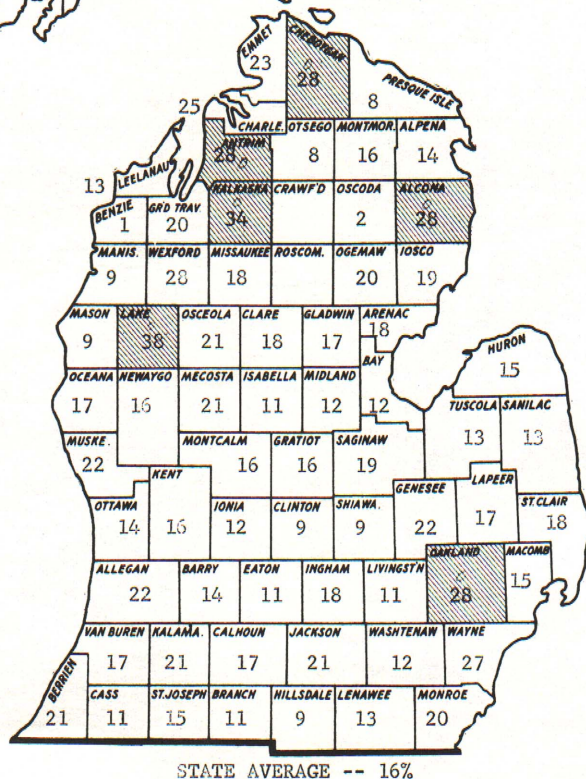 EMMET
23
CHEBOYGAN
28
PRESQUE ISLE
8
25
CHARLE.
OTSEGO
8
MONTMOR.
16
ALPENA
14
ANTRIM
28
13
LEELANAU
BENZIE
1
GR'D TRAV.
20
KALKASKA
34
CRAWF'D
OSCODA
2
ALCONA
28
MANIS.
9
WEXFORD
28
MISSAUKEE
18
ROSCOM.
OGEMAW
20
IOSCO
19
MASON
9
LAKE
38
OSCEOLA
21
CLARE
18
GLADWIN
17
ARENAC
18
BAY
12
HURON
15
OCEANA
17
NEWAYGO
16
MECOSTA
21
ISABELLA
11
MIDLAND
12
TUSCOLA
13
SANILAC
13
MUSKE.
22
MONTCALM
16
GRATIOT
16
SAGINAW
19
KENT
16
OTTAWA
14
IONIA
12
CLINTON
9
SHIAWA.
9
GENESEE
22
LAPEER
17
ST.CLAIR
18
ALLEGAN
22
BARRY
14
EATON
11
INGHAM
18
LIVINGST'N
11
OAKLAND
28
MACOMB
15
VAN BUREN
17
KALAMA.
21
CALHOUN
17
JACKSON
21
WASHTENAW
12
WAYNE
27
BERRIEN
21
CASS
11
ST.JOSEPH
15
BRANCH
11
HILLSDALE
9
LENAWEE
13
MONROE
20
STATE AVERAGE -- 16%